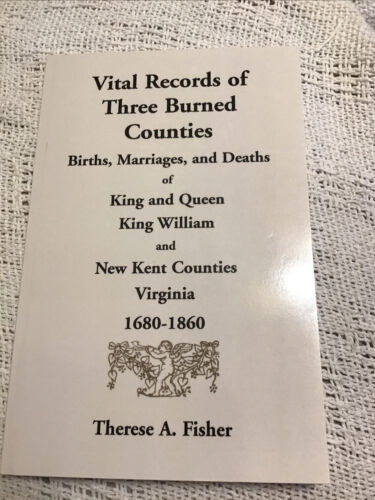 Vital Records of
Three Burned
Counties
Births, Marriages, and Deaths
of
King and Queen
King William
and
New Kent Counties
Virginia
1680-1860
Therese A. Fisher